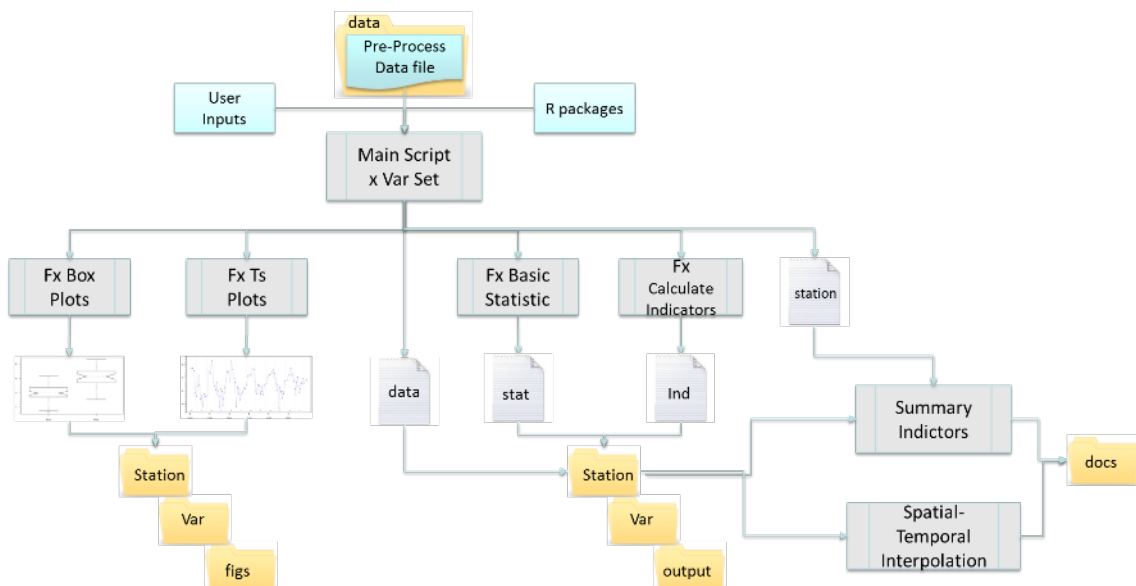 data
Pre-Process
Data file
User
Inputs
R packages
Main Script
x Var Set
Fx Box
Plots
Fx Ts
Plots
Fx Basic
Statistic
Fx
Calculate
Indicators
station
data
stat
Ind
Summary
Indictors
Station
Var
figs
Station
Var
output
docs
Spatial-
Temporal
Interpolation